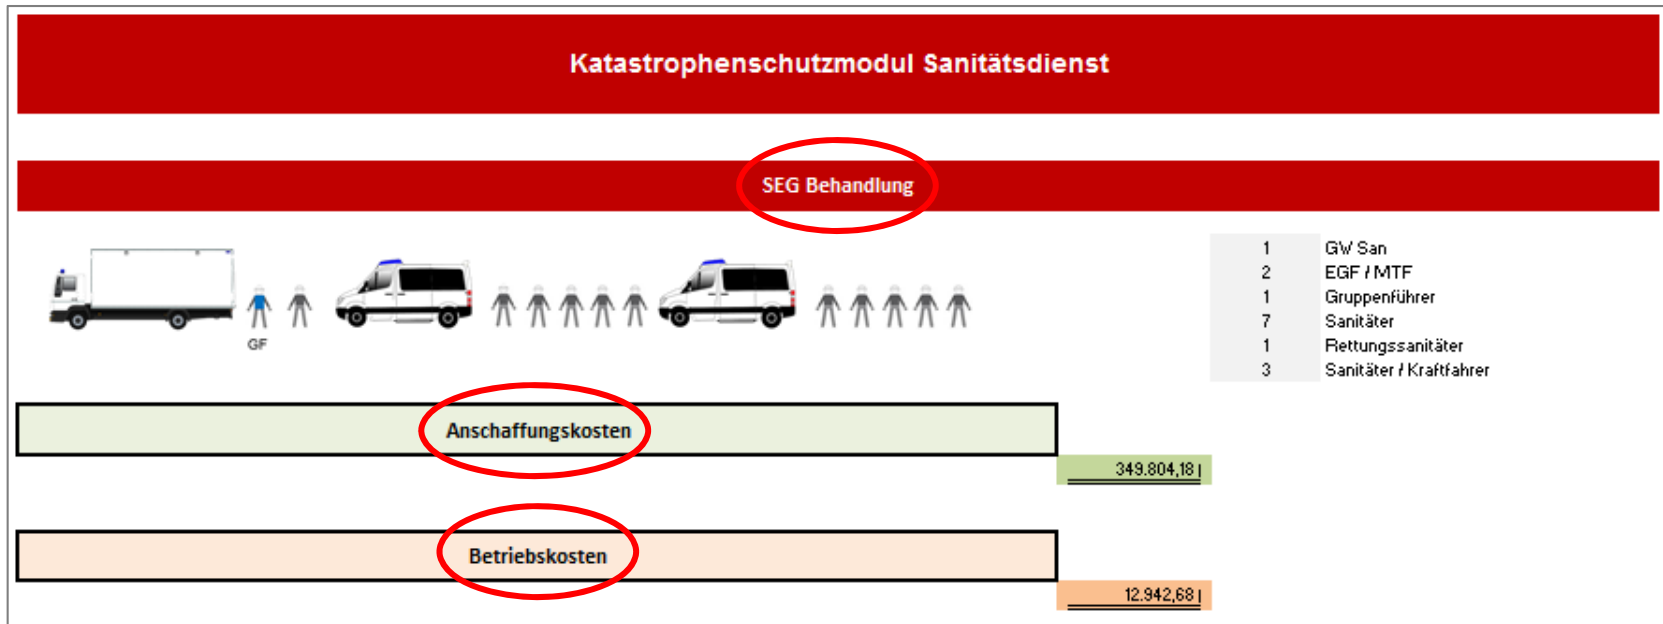 Katastrophenschutzmodul Sanitätsdienst
SEG Behandlung
1 GW San
2 EGF / MTF
1 Gruppenführer
7 Sanitäter
1 Rettungssanitäter
3 Sanitäter / Kraftfahrer
GF
Anschaffungskosten
349.804,18
Betriebskosten
12.942,68